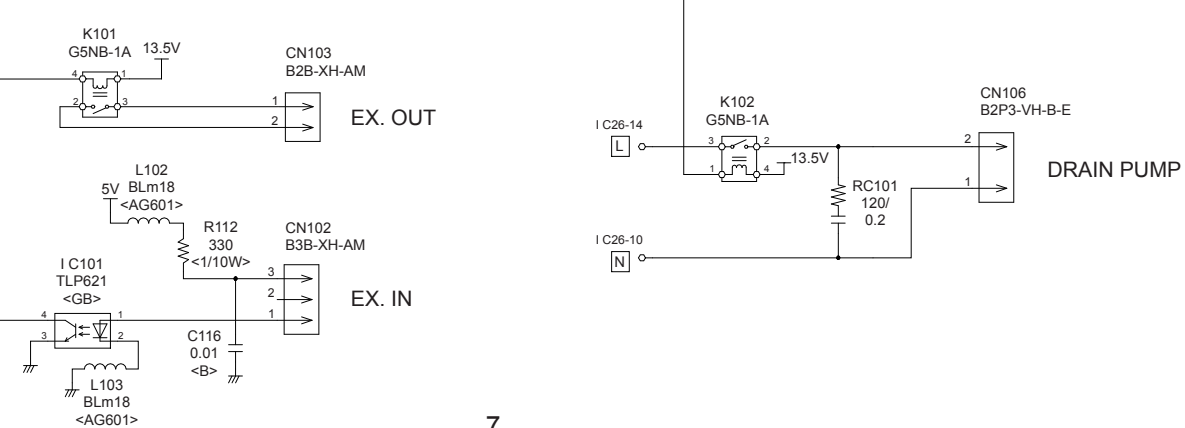 K101
G5NB-1A
13.5V
4
1
2
3
CN103
B2B-XH-AM
1
2
EX. OUT
L102
BLm18
<AG601>
5V
R112
330
<1/10W>
CN102
B3B-XH-AM
3
2
1
EX. IN
I C101
TLP621
<GB>
4
1
3
2
C116
0.01
<B>
L103
BLm18
<AG601>
7
K102
G5NB-1A
I C26-14
L
3
2
1
4
13.5V
RC101
120/
0.2
CN106
B2P3-VH-B-E
2
1
DRAIN PUMP
I C26-10
N